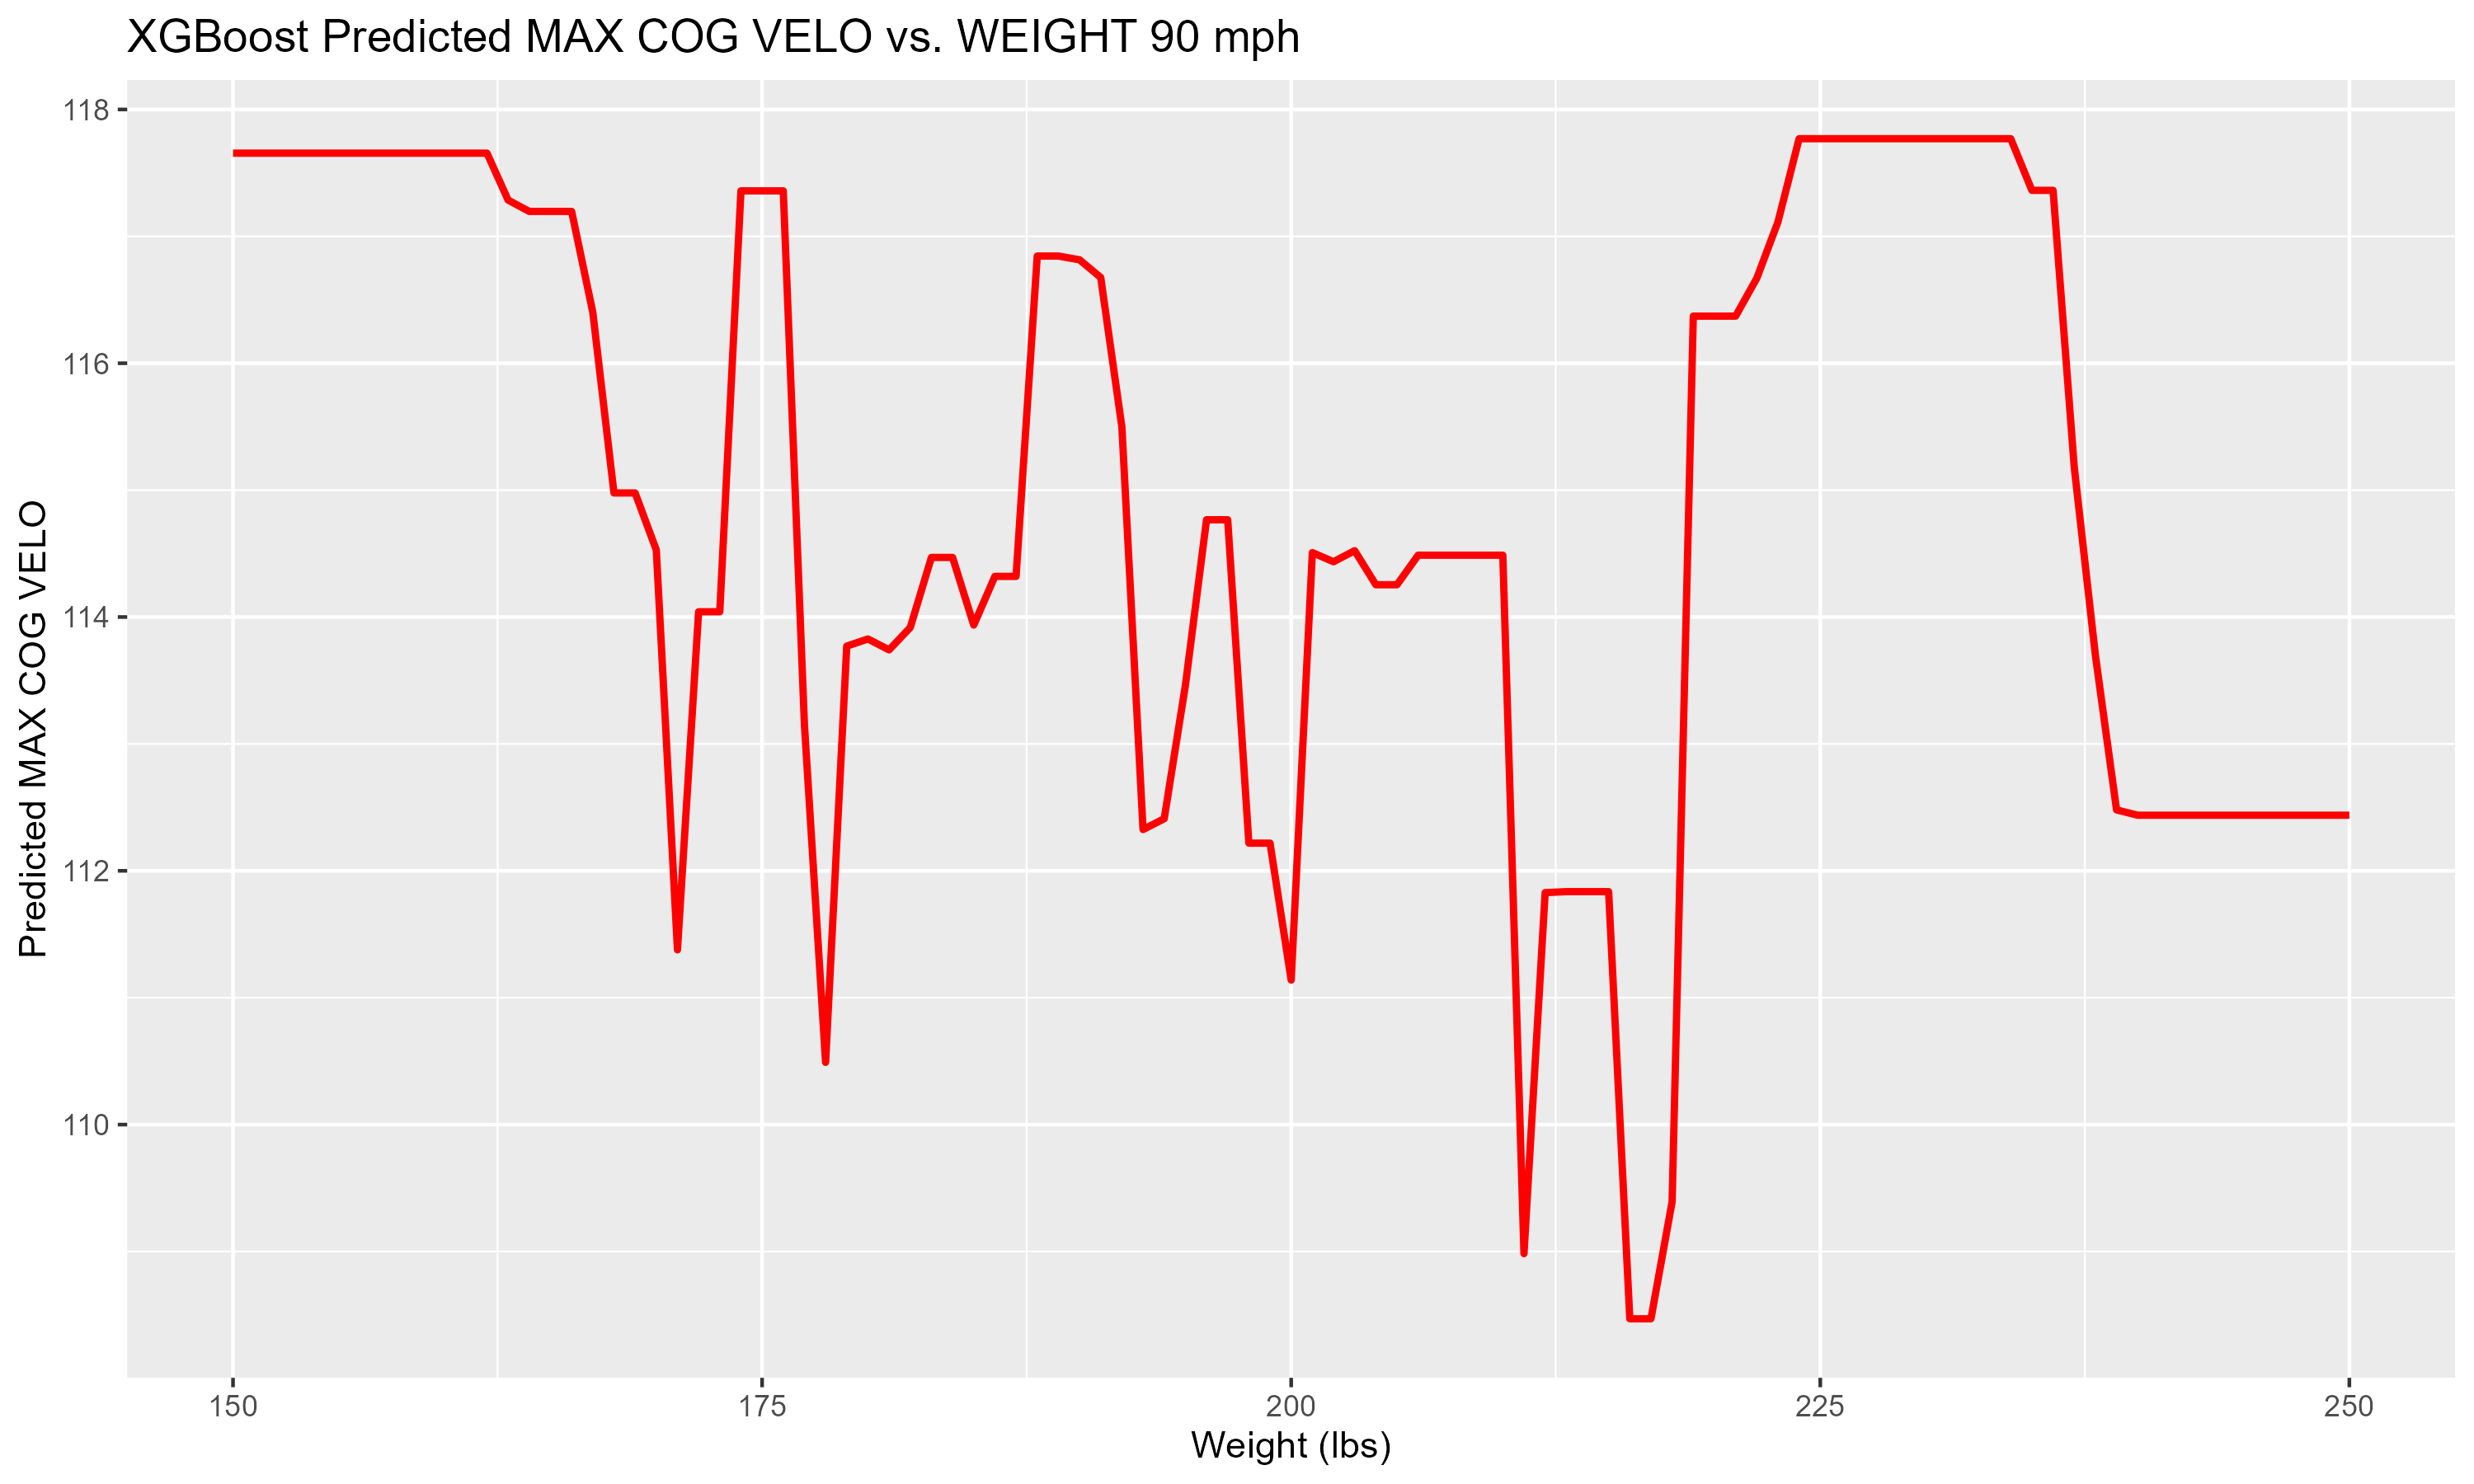 XGBoost Predicted MAX COG VELO vs. WEIGHT 90 mph
118
116
114
112
110
Predicted MAX COG VELO
150 175 200 225 250
Weight (lbs)